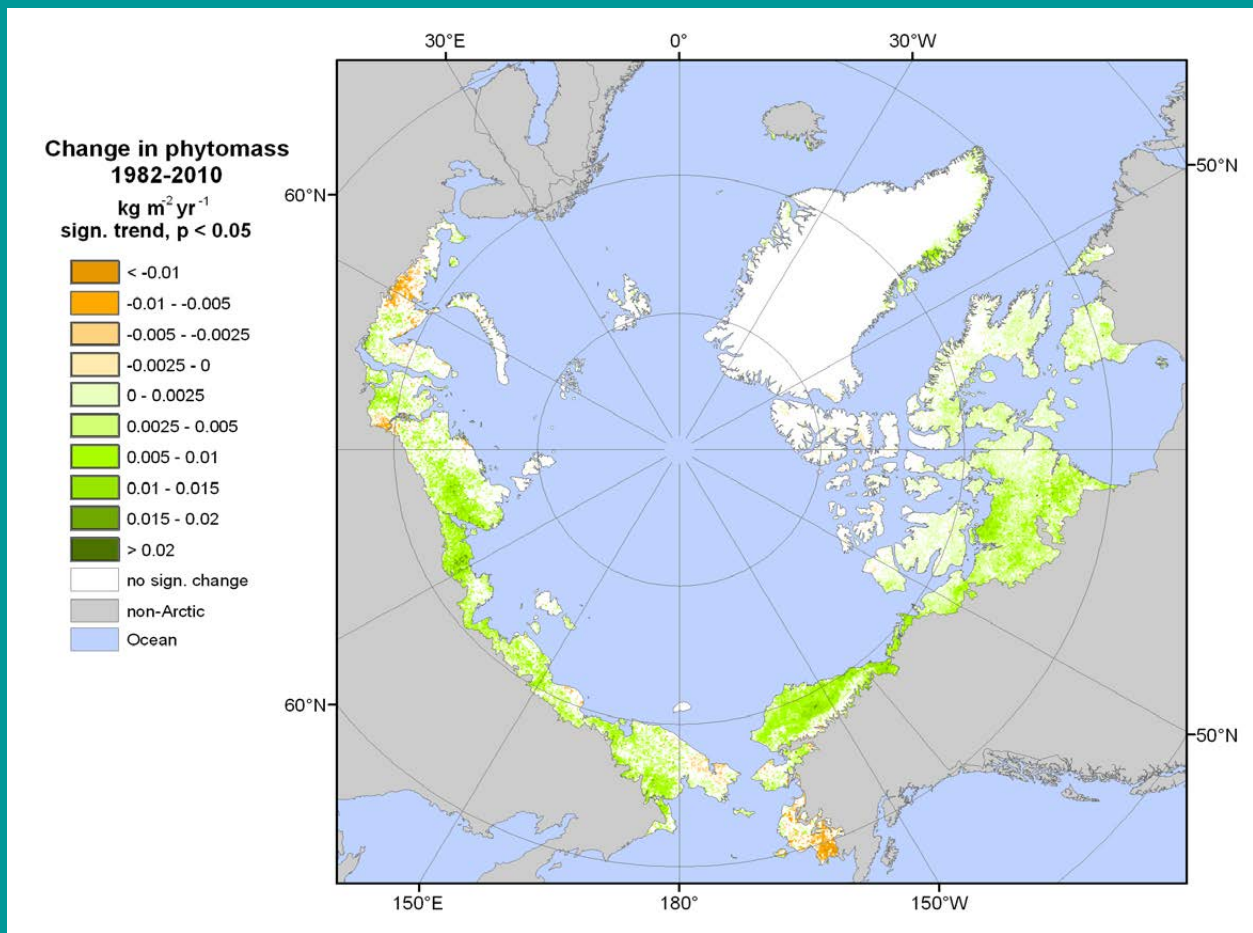 30°E 0° 30°W
Change in phytomass
1982-2010
kg m⁻² yr⁻¹
sign. trend, p < 0.05
< -0.01
-0.01 - -0.005
-0.005 - -0.0025
-0.0025 - 0
0 - 0.0025
0.0025 - 0.005
0.005 - 0.01
0.01 - 0.015
0.015 - 0.02
> 0.02
no sign. change
non-Arctic
Ocean
60°N
50°N
60°N
50°N
150°E 180° 150°W